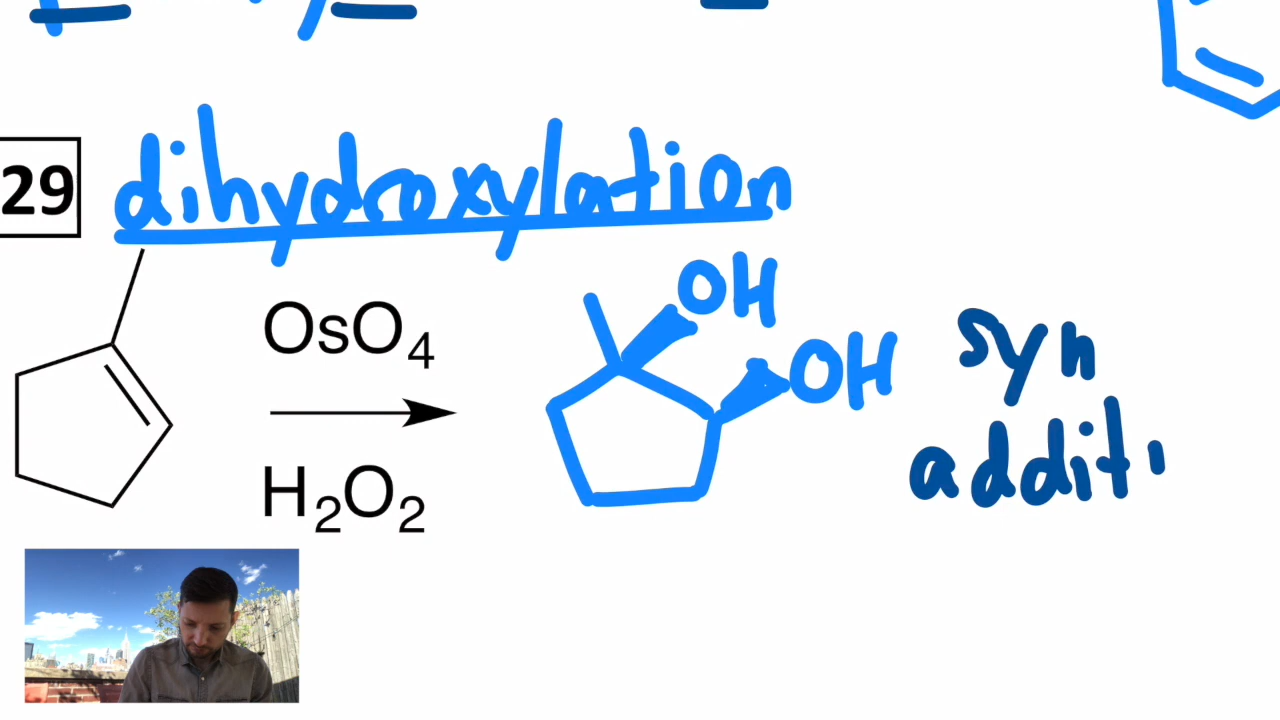 29 dihydroxylation
OsO₄
H₂O₂
OH
OH
syn
additi